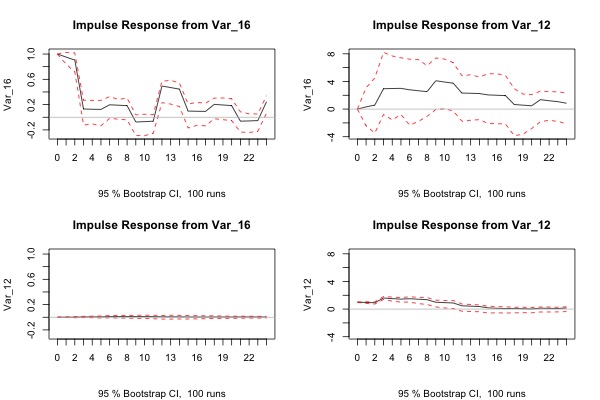 Impulse Response from Var_16
Var_16
1.0
0.6
0.2
-0.2
0 2 4 6 8 10 13 16 19 22
95 % Bootstrap CI, 100 runs
Impulse Response from Var_12
Var_16
8
4
0
-4
0 2 4 6 8 10 13 16 19 22
95 % Bootstrap CI, 100 runs
Impulse Response from Var_16
Var_12
1.0
0.6
0.2
-0.2
0 2 4 6 8 10 13 16 19 22
95 % Bootstrap CI, 100 runs
Impulse Response from Var_12
Var_12
8
4
0
-4
0 2 4 6 8 10 13 16 19 22
95 % Bootstrap CI, 100 runs